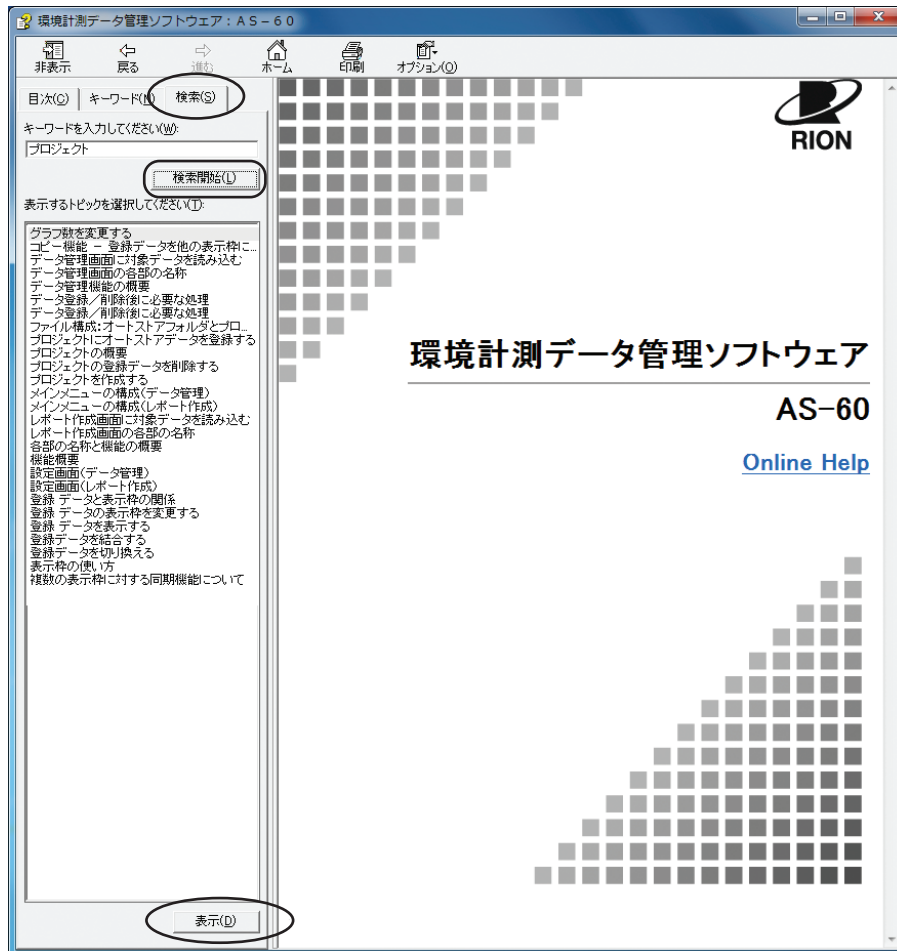 環境計測データ管理ソフトウェア：ＡＳ－６０
非表示 戻る 進む ホーム 印刷 オプション(O)
目次(C) キーワード(N) 検索(S)
キーワードを入力してください(W):
プロジェクト
検索開始(L)
表示するトピックを選択してください(T):
グラフ数を変更する
コピー機能 － 登録データを他の表示枠に...
データ管理画面に対象データを読み込む
データ管理画面の各部の名称
データ管理機能の概要
データ登録／削除後に必要な処理
データ登録／削除後に必要な処理
ファイル構成：オートストアフォルダとプロ...
プロジェクトにオートストアデータを登録する
プロジェクトの概要
プロジェクトの登録データを削除する
プロジェクトを作成する
メインメニューの構成(データ管理)
メインメニューの構成(レポート作成)
レポート作成画面に対象データを読み込む
レポート作成画面の各部の名称
各部の名称と機能の概要
機能概要
設定画面(データ管理)
設定画面(レポート作成)
登録 データと表示枠の関係
登録 データの表示枠を変更する
登録 データを表示する
登録データを結合する
登録データを切り換える
表示枠の使い方
複数の表示枠に対する同期機能について
表示(D)
RION
環境計測データ管理ソフトウェア
AS-60
Online Help